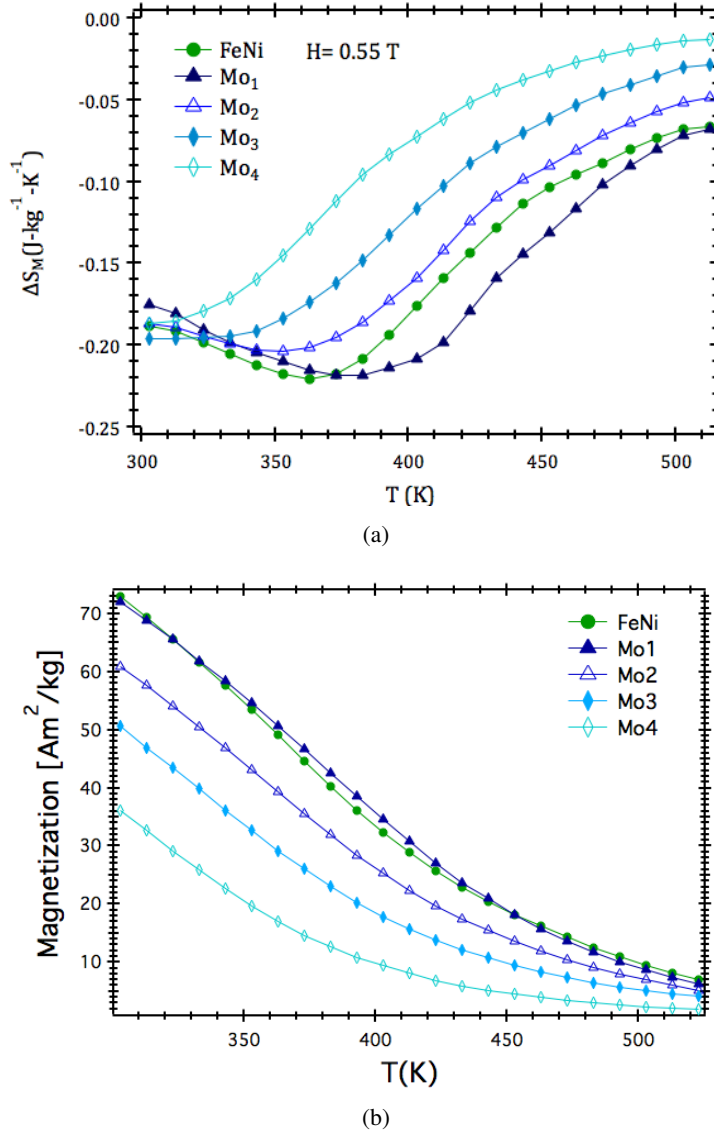 0.00
-0.05
-0.10
-0.15
-0.20
-0.25
ΔS_M (J-kg⁻¹-K⁻¹)
FeNi
H= 0.55 T
Mo₁
Mo₂
Mo₃
Mo₄
300 350 400 450 500
T (K)
(a)
70
60
50
40
30
20
10
Magnetization [Am²/kg]
FeNi
Mo1
Mo2
Mo3
Mo4
350 400 450 500
T(K)
(b)